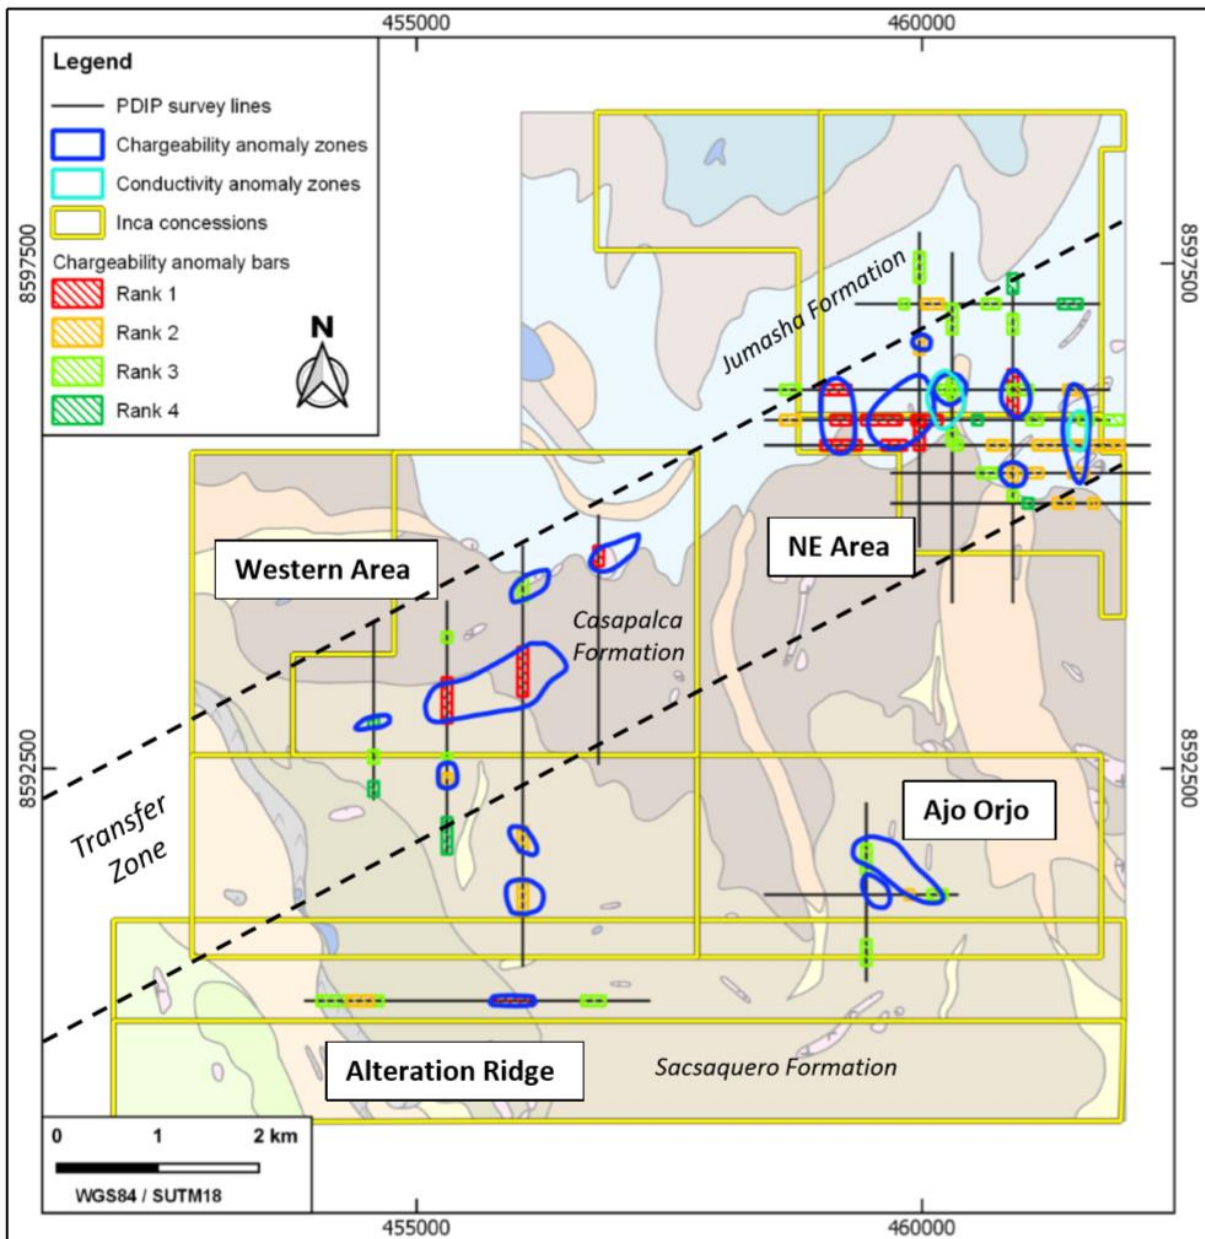 455000
460000
Legend
PDIP survey lines
Chargeability anomaly zones
Conductivity anomaly zones
Inca concessions
Chargeability anomaly bars
Rank 1
Rank 2
Rank 3
Rank 4
N
8597500
8597500
Jumasha Formation
Western Area
NE Area
Casapalca
Formation
8592500
8592500
Transfer
Zone
Ajo Orjo
Alteration Ridge
Sacsaquero Formation
0 1 2 km
WGS84 / SUTM18
455000
460000